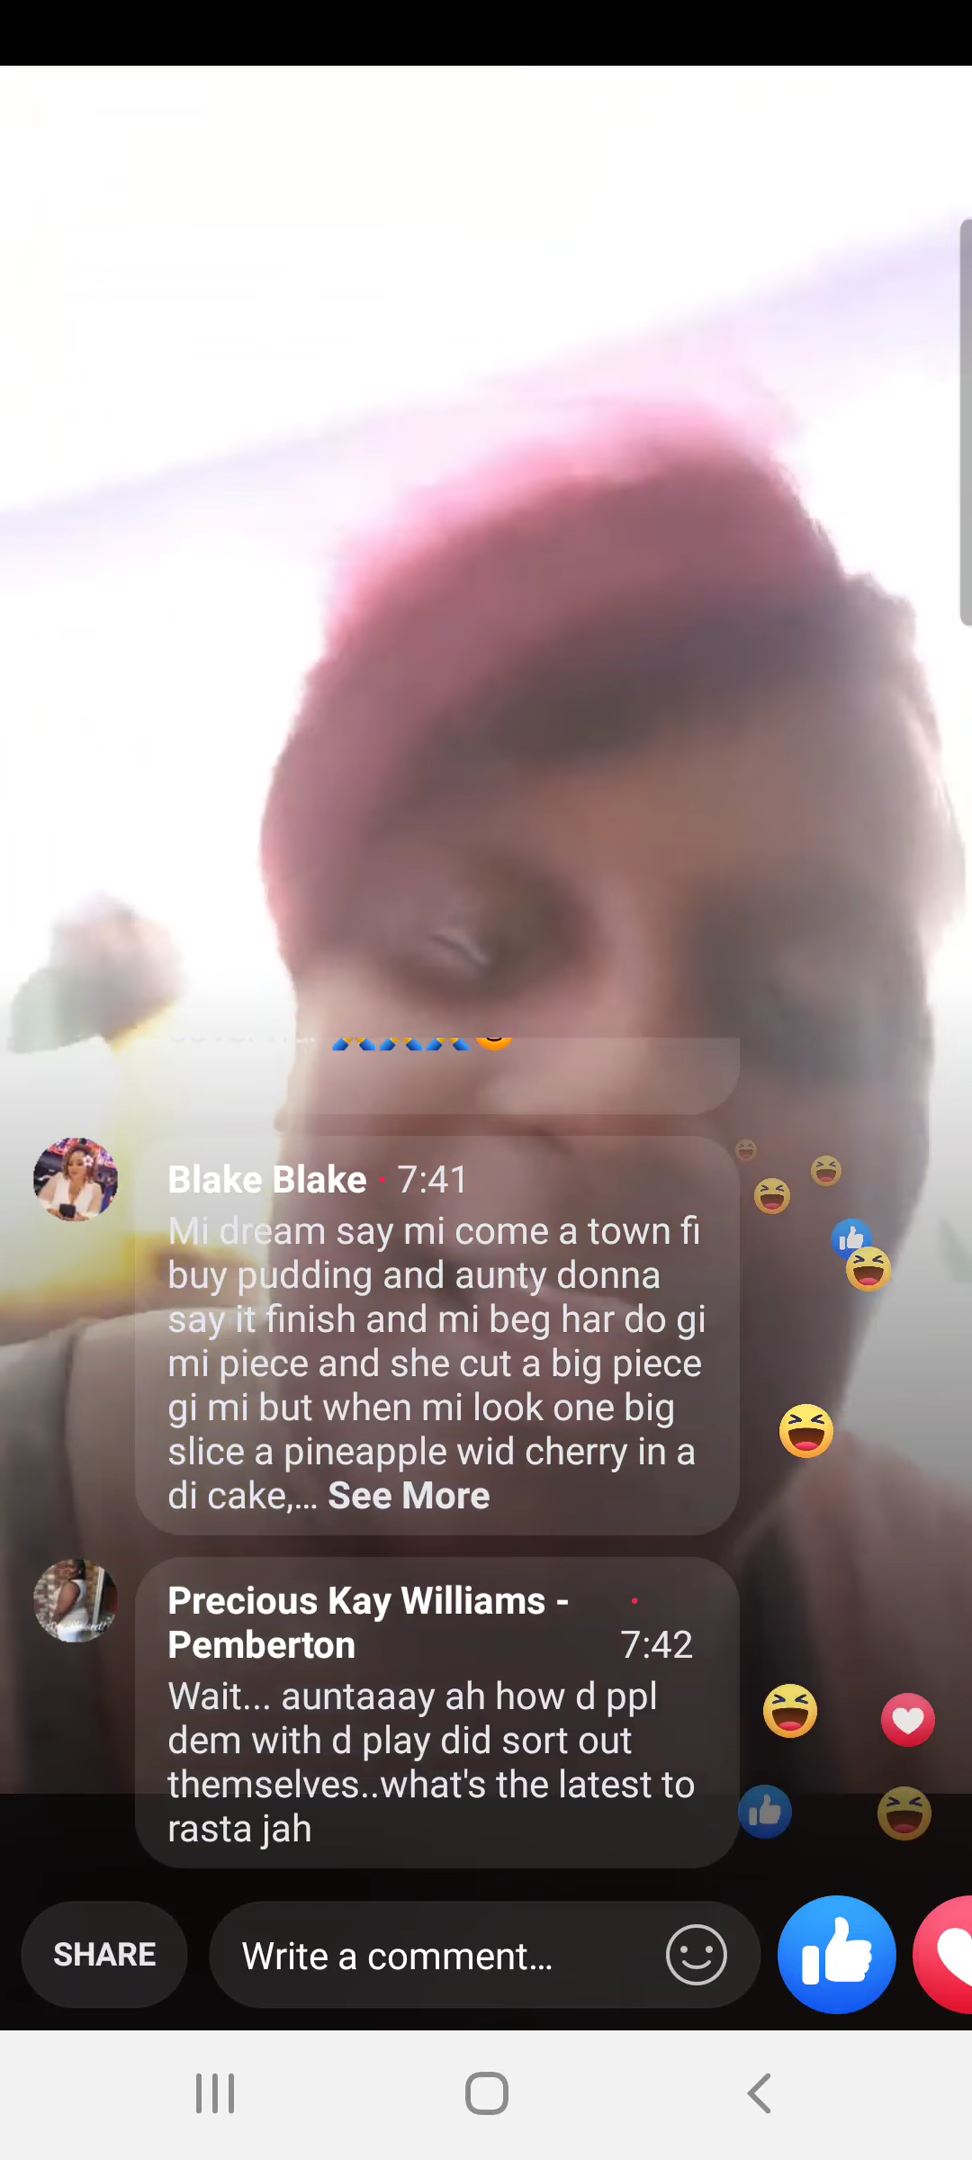 Blake Blake · 7:41
Mi dream say mi come a town fi
buy pudding and aunty donna
say it finish and mi beg har do gi
mi piece and she cut a big piece
gi mi but when mi look one big
slice a pineapple wid cherry in a
di cake,... See More
Precious Kay Williams - ·
Pemberton 7:42
Wait... auntaaay ah how d ppl
dem with d play did sort out
themselves..what's the latest to
rasta jah
SHARE
Write a comment...